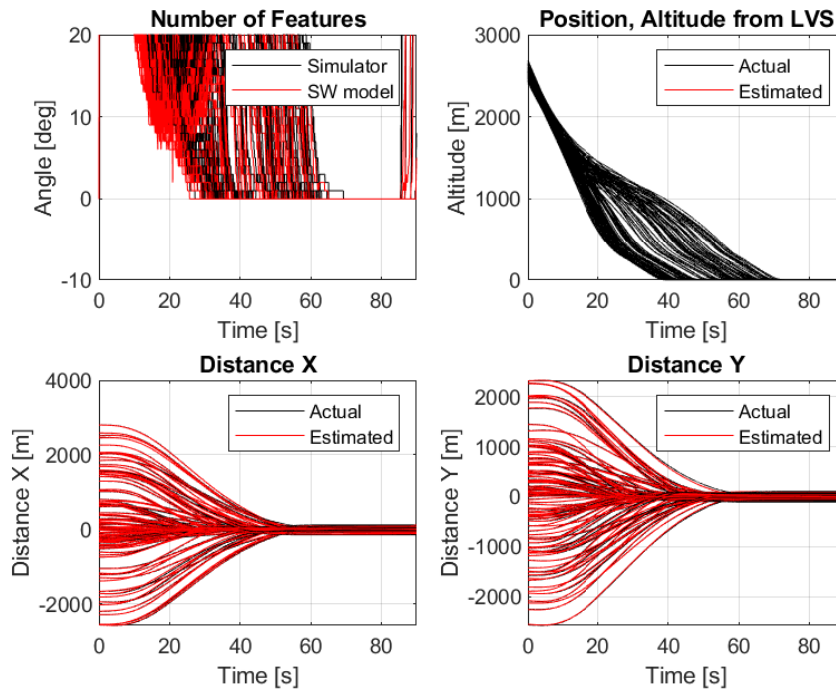 Number of Features
Angle [deg]
20
10
0
-10
Simulator
SW model
0
20
40
60
80
Time [s]
Position, Altitude from LVS
Altitude [m]
3000
2000
1000
0
Actual
Estimated
0
20
40
60
80
Time [s]
Distance X
Distance X [m]
4000
2000
0
-2000
Actual
Estimated
0
20
40
60
80
Time [s]
Distance Y
Distance Y [m]
2000
1000
0
-1000
-2000
Actual
Estimated
0
20
40
60
80
Time [s]